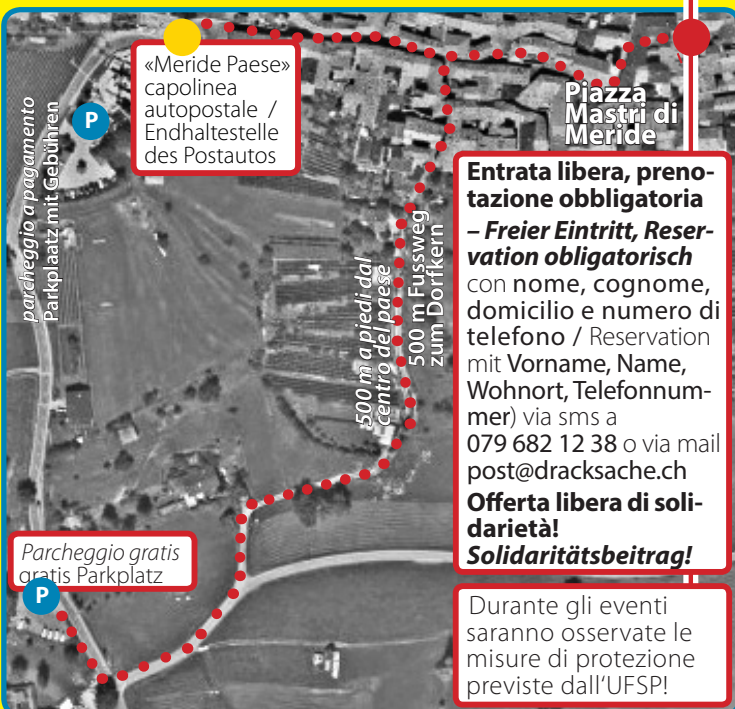 «Meride Paese»
capolinea
autopostale /
Endhaltestelle
des Postautos
P
parcheggio a pagamento
Parkplaatz mit Gebühren
Piazza
Mastri di
Meride
500 m a piedi dal
centro del paese
500 m Fussweg
zum Dorfkern
Entrata libera, preno-
tazione obbligatoria
– Freier Eintritt, Reser-
vation obligatorisch
con nome, cognome,
domicilio e numero di
telefono / Reservation
mit Vorname, Name,
Wohnort, Telefonnum-
mer) via sms a
079 682 12 38 o via mail
post@dracksache.ch
Offerta libera di soli-
darietà!
Solidaritätsbeitrag!
Parcheggio gratis
gratis Parkplatz
P
Durante gli eventi
saranno osservate le
misure di protezione
previste dall'UFSP!